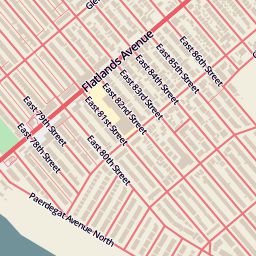 Gle
Flatlands Avenue
East 86th Street
East 85th Street
East 84th Street
East 83rd Street
East 82nd Street
East 81st Street
East 80th Street
East 79th Street
East 78th Street
Paerdegat Avenue North